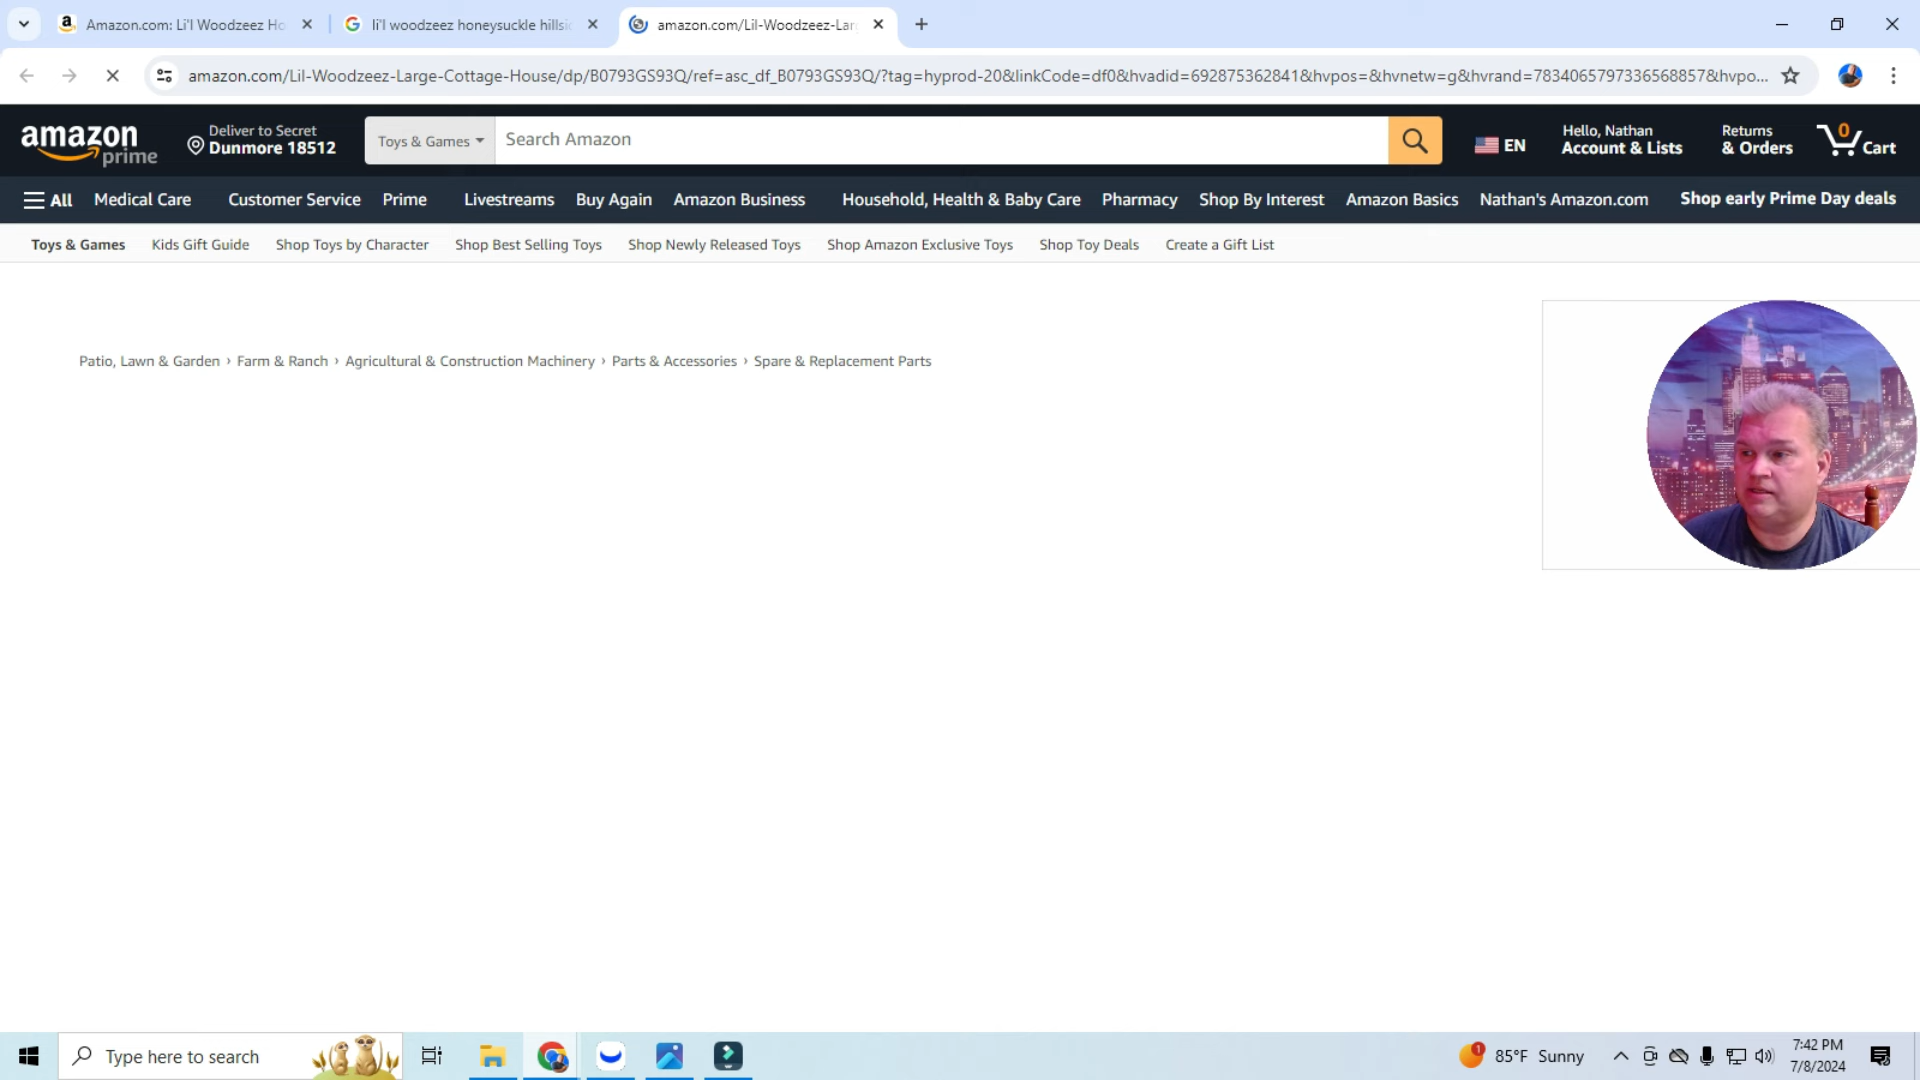 Amazon.com: Li'l Woodzeez Ho
li'l woodzeez honeysuckle hillsi
amazon.com/Lil-Woodzeez-Lar
amazon.com/Lil-Woodzeez-Large-Cottage-House/dp/B0793GS93Q/ref=asc_df_B0793GS93Q/?tag=hyprod-20&linkCode=df0&hvadid=692875362841&hvpos=&hvnetw=g&hvrand=7834065797336568857&hvpo...
amazon prime
Deliver to Secret
Dunmore 18512
Toys & Games
Search Amazon
EN
Hello, Nathan
Account & Lists
Returns
& Orders
0
Cart
All Medical Care Customer Service Prime Livestreams Buy Again Amazon Business Household, Health & Baby Care Pharmacy Shop By Interest Amazon Basics Nathan's Amazon.com Shop early Prime Day deals
Toys & Games Kids Gift Guide Shop Toys by Character Shop Best Selling Toys Shop Newly Released Toys Shop Amazon Exclusive Toys Shop Toy Deals Create a Gift List
Patio, Lawn & Garden › Farm & Ranch › Agricultural & Construction Machinery › Parts & Accessories › Spare & Replacement Parts
Type here to search
1
85°F Sunny
7:42 PM
7/8/2024